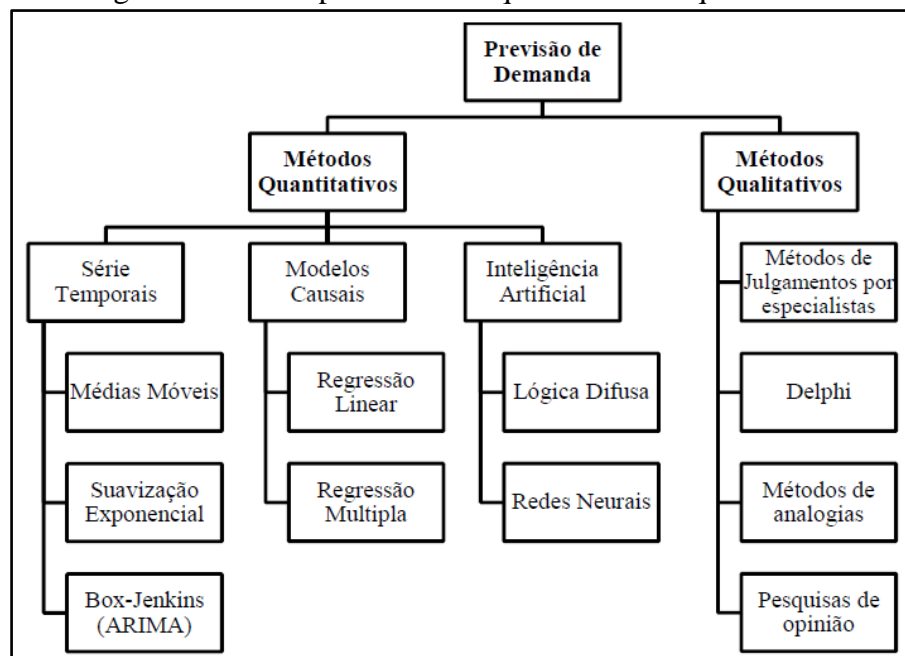 Previsão de
Demanda
Métodos
Quantitativos
Métodos
Qualitativos
Série
Temporais
Modelos
Causais
Inteligência
Artificial
Métodos de
Julgamentos por
especialistas
Médias Móveis
Regressão
Linear
Lógica Difusa
Delphi
Suavização
Exponencial
Regressão
Multipla
Redes Neurais
Métodos de
analogias
Box-Jenkins
(ARIMA)
Pesquisas de
opinião